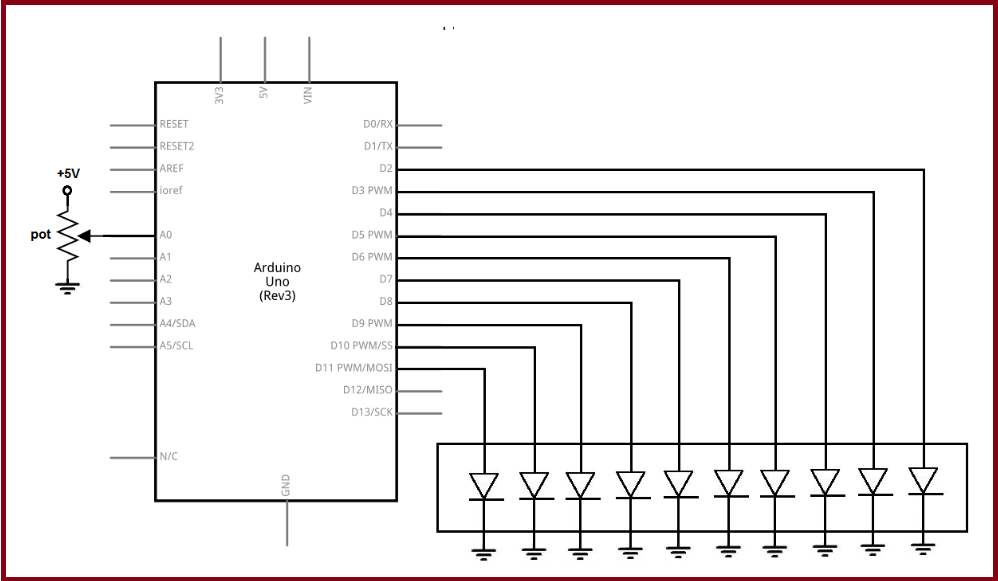 3V3
5V
VIN
RESET
RESET2
AREF
ioref
A0
A1
A2
A3
A4/SDA
A5/SCL
N/C
+5V
pot
Arduino
Uno
(Rev3)
D0/RX
D1/TX
D2
D3 PWM
D4
D5 PWM
D6 PWM
D7
D8
D9 PWM
D10 PWM/SS
D11 PWM/MOSI
D12/MISO
D13/SCK
GND